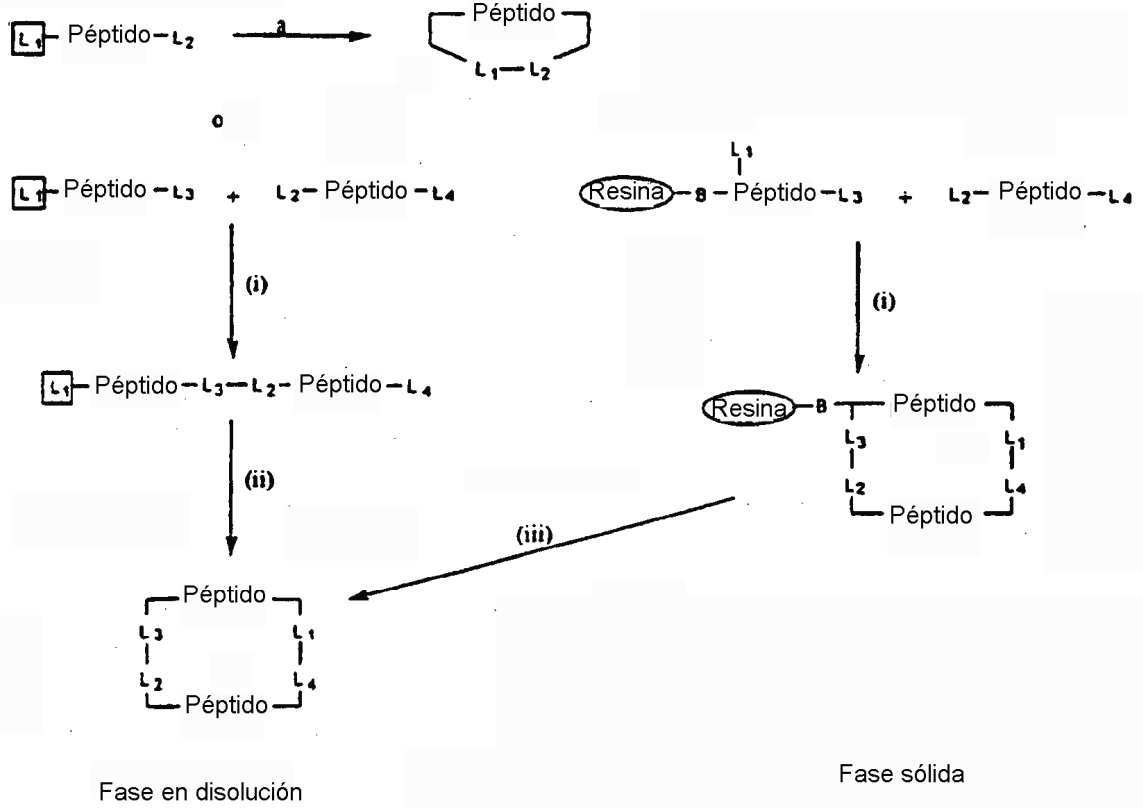 L₁ Péptido L₂ a Péptido
L₁ L₂
o
L₁
L₁ Péptido L₃ + L₂ Péptido L₄ Resina B Péptido L₃ + L₂ Péptido L₄
(i) (i)
L₁ Péptido L₃ L₂ Péptido L₄ Resina B Péptido
L₃ L₁
(ii) L₂ L₄
Péptido
(iii)
Péptido
L₃ L₁
L₂ L₄
Péptido
Fase en disolución Fase sólida